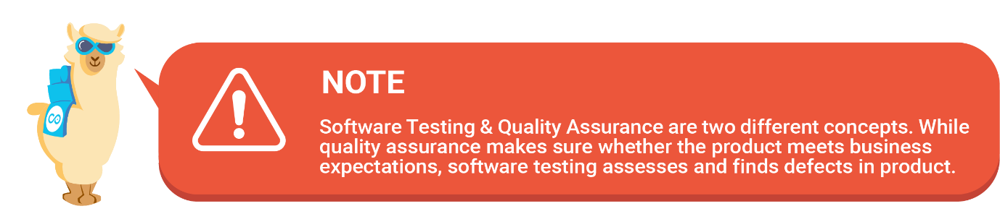 NOTE
Software Testing & Quality Assurance are two different concepts. While
quality assurance makes sure whether the product meets business
expectations, software testing assesses and finds defects in product.